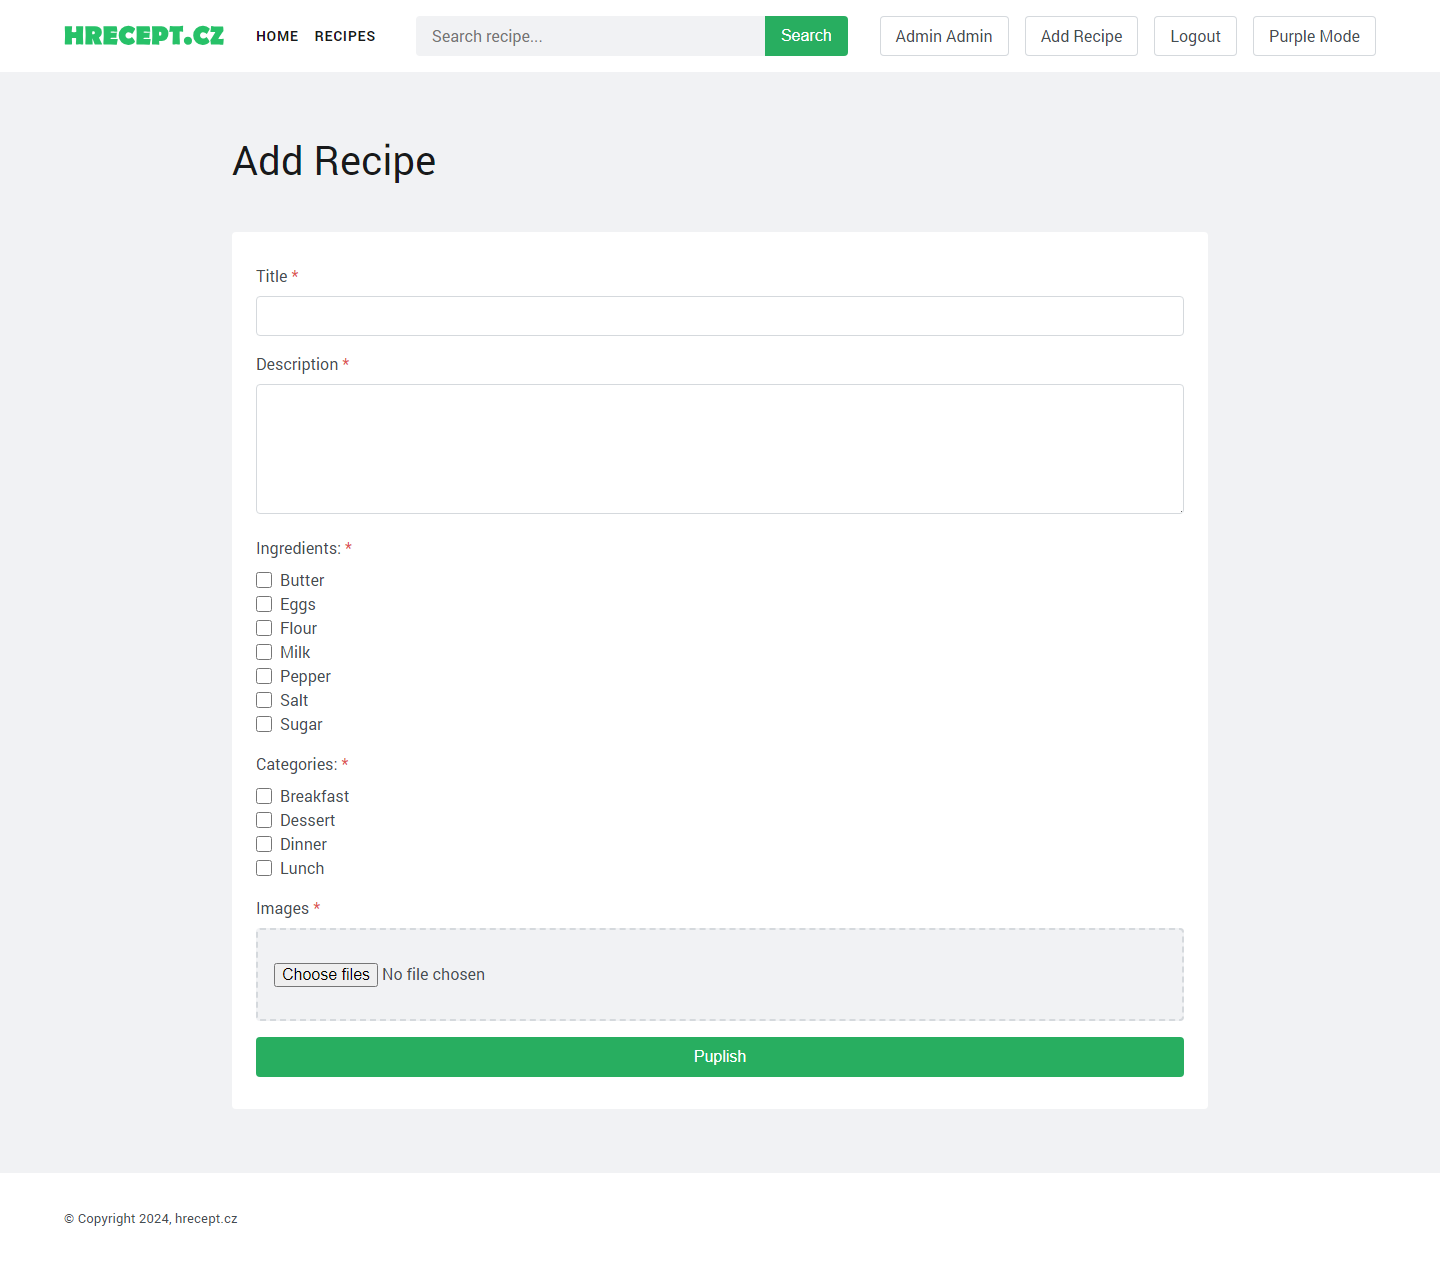 HRECEPT.CZ HOME RECIPES Search recipe... Search Admin Admin Add Recipe Logout Purple Mode
Add Recipe
Title *
Description *
Ingredients: *
Butter
Eggs
Flour
Milk
Pepper
Salt
Sugar
Categories: *
Breakfast
Dessert
Dinner
Lunch
Images *
Choose files No file chosen
Puplish
© Copyright 2024, hrecept.cz